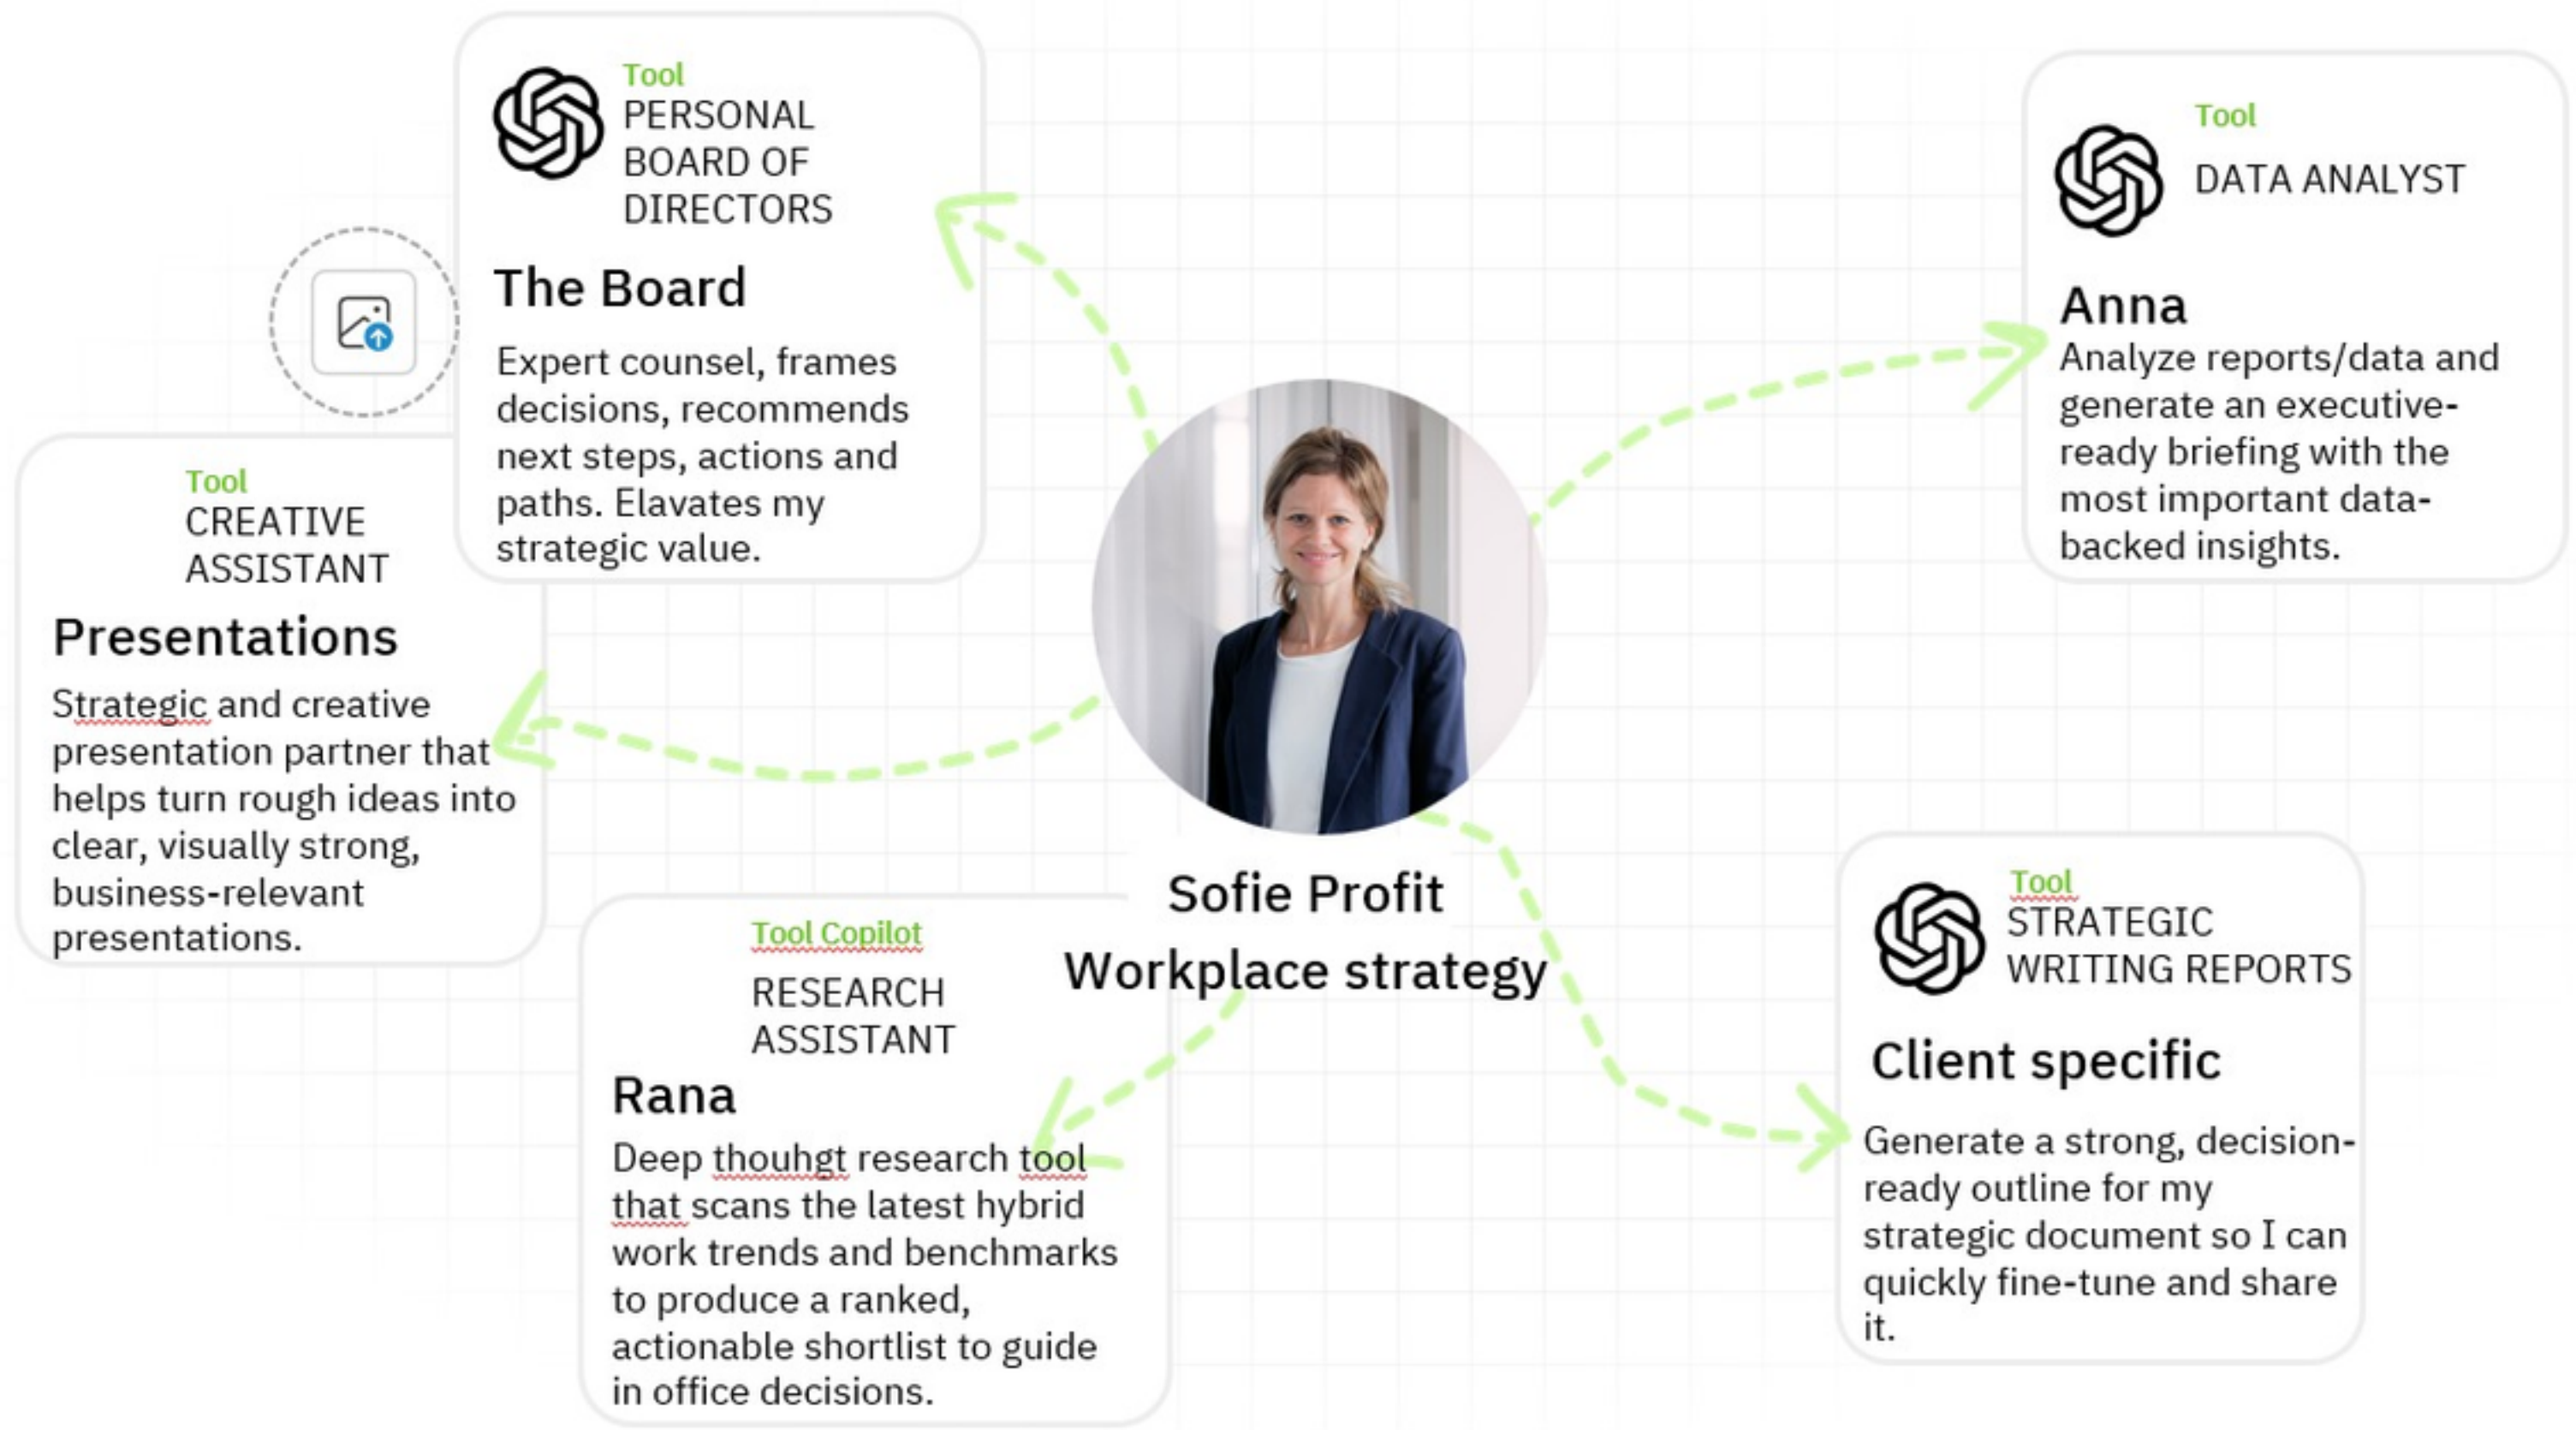 Tool
PERSONAL
BOARD OF
DIRECTORS
The Board
Expert counsel, frames
decisions, recommends
next steps, actions and
paths. Elavates my
strategic value.
Tool
DATA ANALYST
Anna
Analyze reports/data and
generate an executive-
ready briefing with the
most important data-
backed insights.
Tool
CREATIVE
ASSISTANT
Presentations
Strategic and creative
presentation partner that
helps turn rough ideas into
clear, visually strong,
business-relevant
presentations.
Sofie Profit
Workplace strategy
Tool Copilot
RESEARCH
ASSISTANT
Rana
Deep thouhgt research tool
that scans the latest hybrid
work trends and benchmarks
to produce a ranked,
actionable shortlist to guide
in office decisions.
Tool
STRATEGIC
WRITING REPORTS
Client specific
Generate a strong, decision-
ready outline for my
strategic document so I can
quickly fine-tune and share
it.